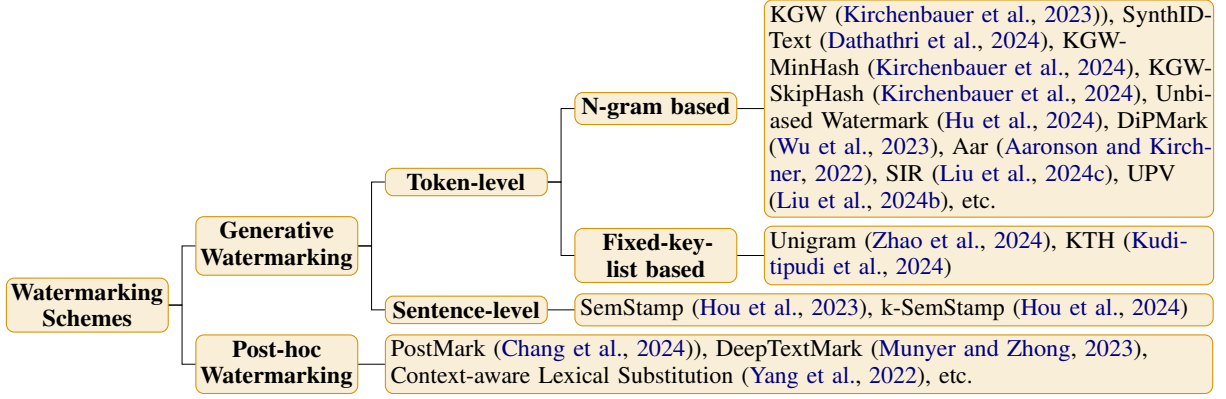 KGW (Kirchenbauer et al., 2023)), SynthID-
Text (Dathathri et al., 2024), KGW-
MinHash (Kirchenbauer et al., 2024), KGW-
SkipHash (Kirchenbauer et al., 2024), Unbi-
ased Watermark (Hu et al., 2024), DiPMark
(Wu et al., 2023), Aar (Aaronson and Kirch-
ner, 2022), SIR (Liu et al., 2024c), UPV
(Liu et al., 2024b), etc.
N-gram based
Token-level
Generative
Watermarking
Fixed-key-
list based
Unigram (Zhao et al., 2024), KTH (Kudi-
tipudi et al., 2024)
Watermarking
Schemes
Sentence-level
SemStamp (Hou et al., 2023), k-SemStamp (Hou et al., 2024)
Post-hoc
Watermarking
PostMark (Chang et al., 2024)), DeepTextMark (Munyer and Zhong, 2023),
Context-aware Lexical Substitution (Yang et al., 2022), etc.